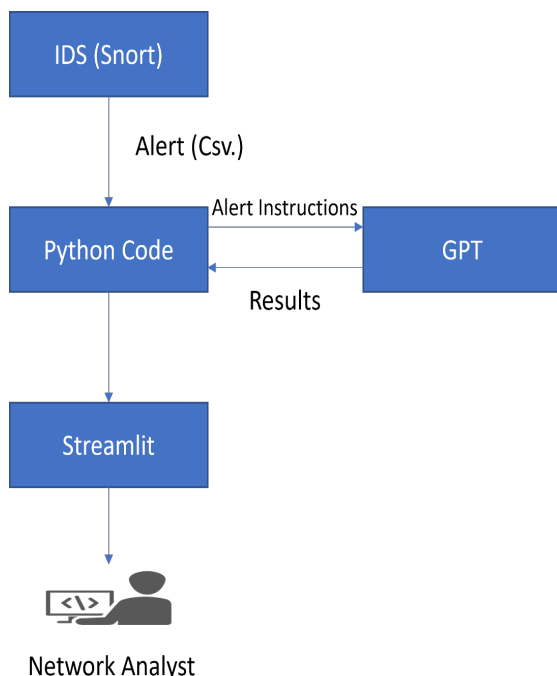 IDS (Snort)
Alert (Csv.)
Alert Instructions
Python Code
GPT
Results
Streamlit
<\>
Network Analyst